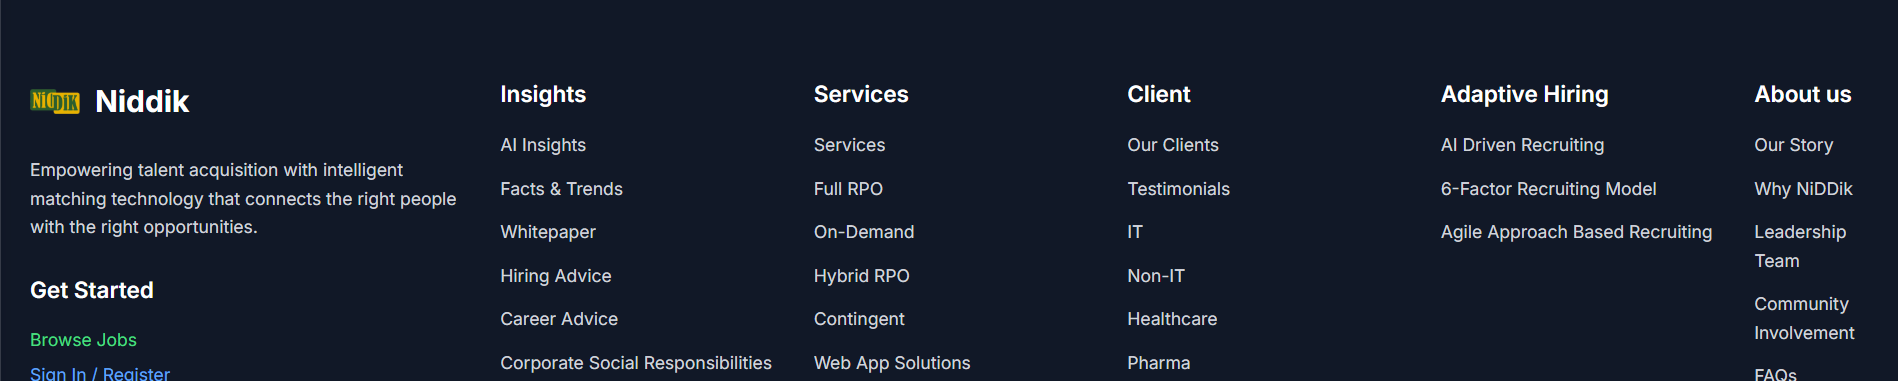 NiDDiK
Niddik
Empowering talent acquisition with intelligent
matching technology that connects the right people
with the right opportunities.
Get Started
Browse Jobs
Sign In / Register
Insights
AI Insights
Facts & Trends
Whitepaper
Hiring Advice
Career Advice
Corporate Social Responsibilities
Services
Services
Full RPO
On-Demand
Hybrid RPO
Contingent
Web App Solutions
Client
Our Clients
Testimonials
IT
Non-IT
Healthcare
Pharma
Adaptive Hiring
AI Driven Recruiting
6-Factor Recruiting Model
Agile Approach Based Recruiting
About us
Our Story
Why NiDDik
Leadership
Team
Community
Involvement
FAQs